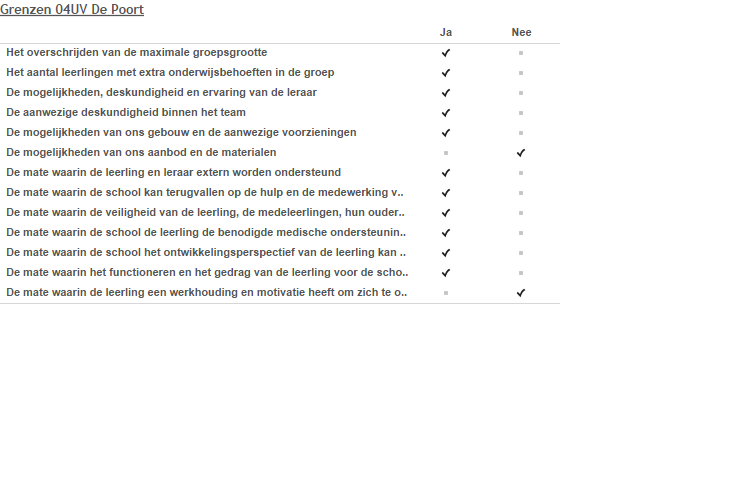 Grenzen 04UV De Poort
Ja Nee
Het overschrijden van de maximale groepsgrootte
Het aantal leerlingen met extra onderwijsbehoeften in de groep
De mogelijkheden, deskundigheid en ervaring van de leraar
De aanwezige deskundigheid binnen het team
De mogelijkheden van ons gebouw en de aanwezige voorzieningen
De mogelijkheden van ons aanbod en de materialen
De mate waarin de leerling en leraar extern worden ondersteund
De mate waarin de school kan terugvallen op de hulp en de medewerking v..
De mate waarin de veiligheid van de leerling, de medeleerlingen, hun ouder..
De mate waarin de school de leerling de benodigde medische ondersteunin..
De mate waarin de school het ontwikkelingsperspectief van de leerling kan ..
De mate waarin het functioneren en het gedrag van de leerling voor de scho..
De mate waarin de leerling een werkhouding en motivatie heeft om zich te o..